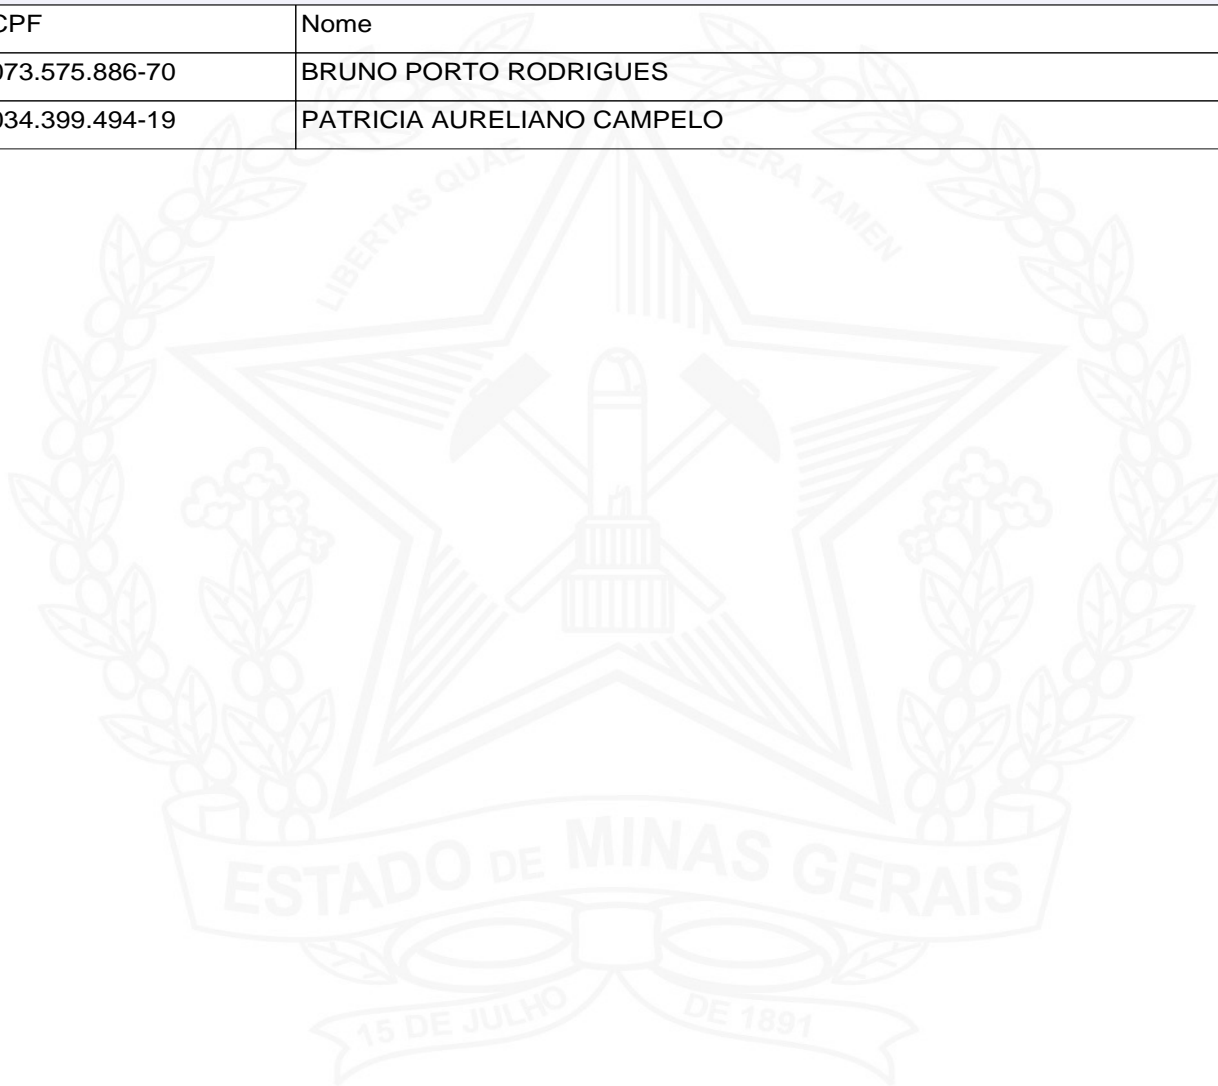 CPF Nome
073.575.886-70 BRUNO PORTO RODRIGUES
034.399.494-19 PATRICIA AURELIANO CAMPELO
LIBERTAS QUAE SERA TAMEN
ESTADO DE MINAS GERAIS
15 DE JULHO DE 1891